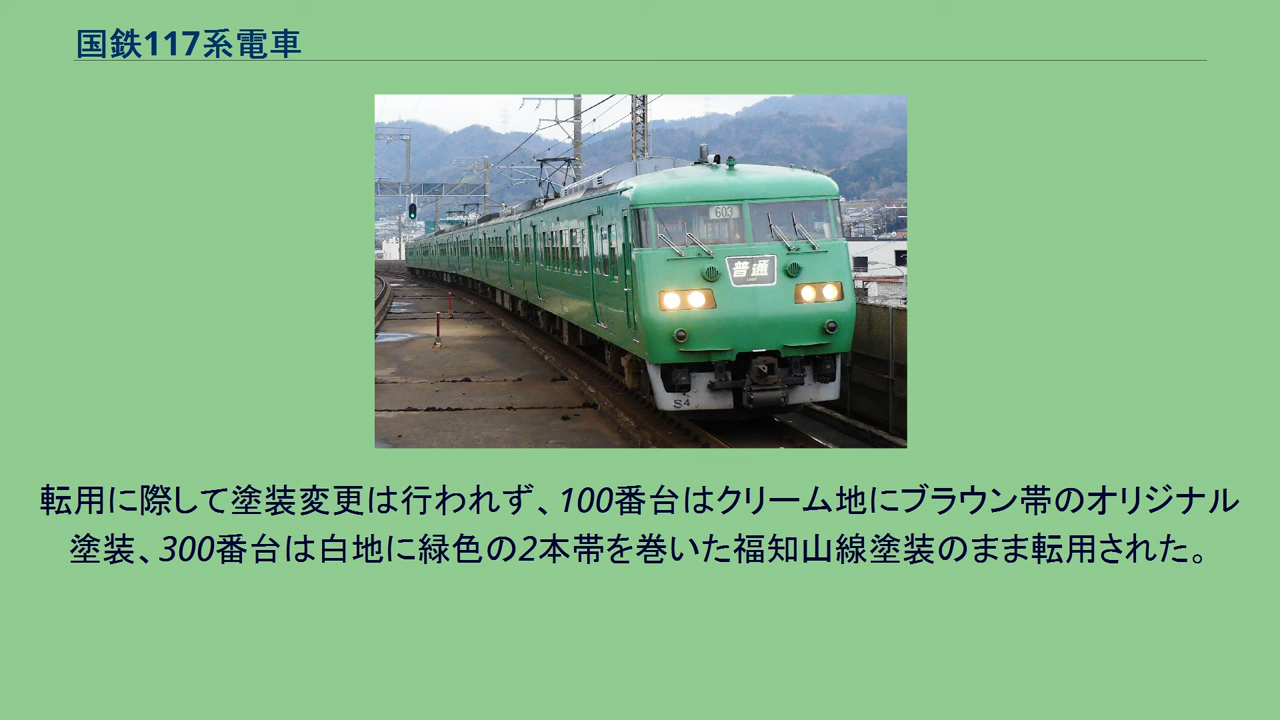 国鉄117系電車
603
普通
Local
S4
転用に際して塗装変更は行われず、100番台はクリーム地にブラウン帯のオリジナル
塗装、300番台は白地に緑色の2本帯を巻いた福知山線塗装のまま転用された。